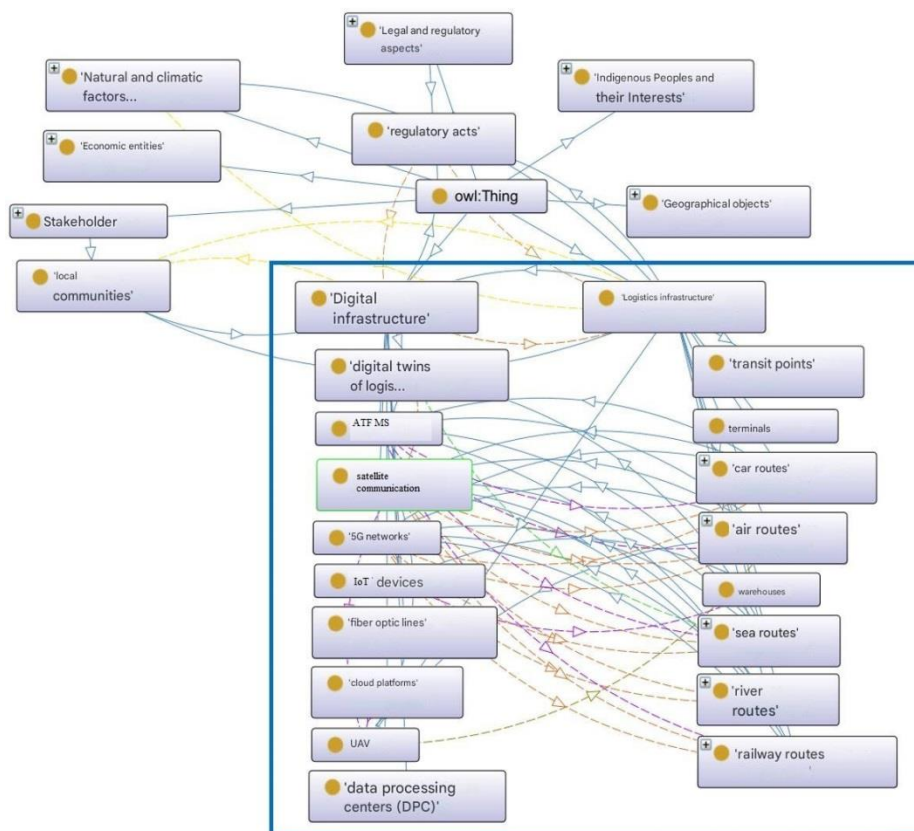 'Legal and regulatory
aspects'
'Natural and climatic
factors...
'Indigenous Peoples and
their Interests'
'regulatory acts'
'Economic entities'
owl:Thing
Stakeholder
'Geographical objects'
'local
communities'
'Digital
infrastructure'
'Logistics infrastructure'
'digital twins
of logis...
'transit points'
ATF MS
terminals
satellite
communication
'car routes'
'5G networks'
'air routes'
IoT devices
warehouses
'fiber optic lines'
'sea routes'
'cloud platforms'
'river
routes'
UAV
'railway routes
'data processing
centers (DPC)'